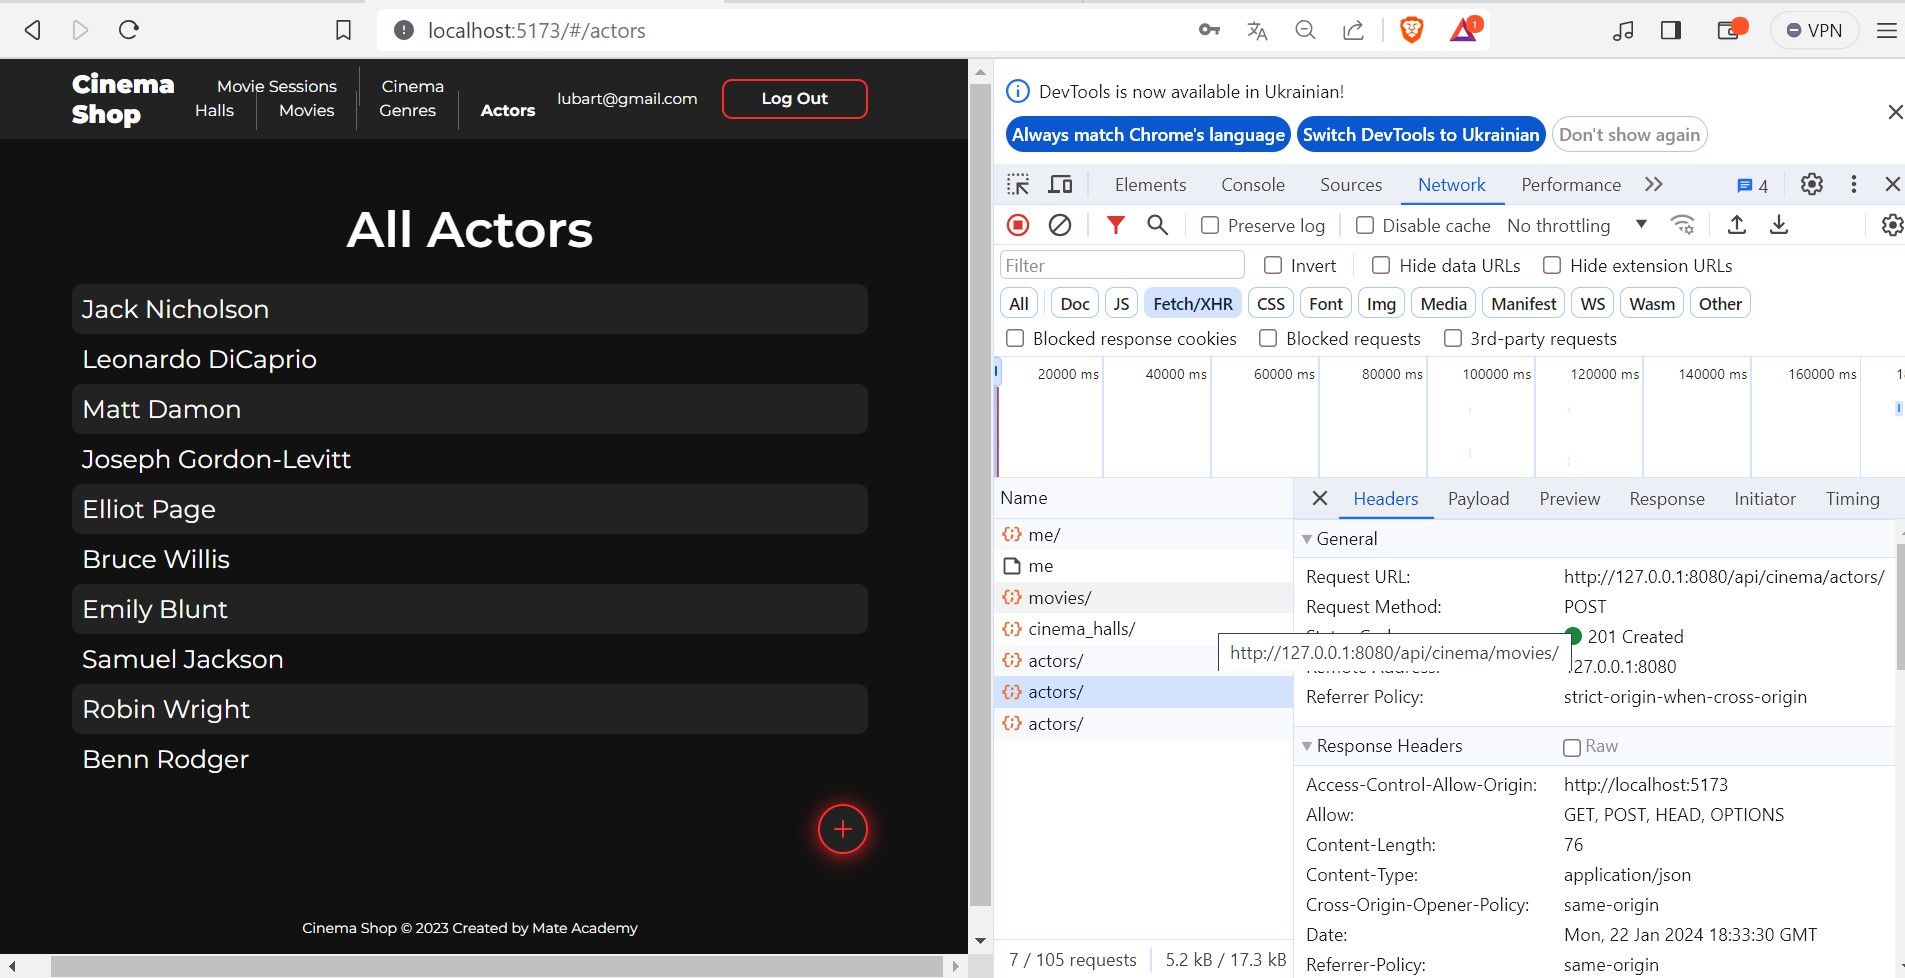 localhost:5173/#/actors
1
VPN
Cinema Shop
Movie Sessions
Cinema Halls
Movies
Genres
Actors
lubart@gmail.com
Log Out
All Actors
Jack Nicholson
Leonardo DiCaprio
Matt Damon
Joseph Gordon-Levitt
Elliot Page
Bruce Willis
Emily Blunt
Samuel Jackson
Robin Wright
Benn Rodger
Cinema Shop © 2023 Created by Mate Academy
DevTools is now available in Ukrainian!
Always match Chrome's language Switch DevTools to Ukrainian Don't show again
Elements Console Sources Network Performance 4
Preserve log Disable cache No throttling
Filter Invert Hide data URLs Hide extension URLs
All Doc JS Fetch/XHR CSS Font Img Media Manifest WS Wasm Other
Blocked response cookies Blocked requests 3rd-party requests
20000 ms 40000 ms 60000 ms 80000 ms 100000 ms 120000 ms 140000 ms 160000 ms
Name
me/
me
movies/
cinema_halls/
actors/
actors/
actors/
7 / 105 requests 5.2 kB / 17.3 kB
Headers Payload Preview Response Initiator Timing
General
Request URL: http://127.0.0.1:8080/api/cinema/actors/
Request Method: POST
201 Created
http://127.0.0.1:8080/api/cinema/movies/
127.0.0.1:8080
Referrer Policy: strict-origin-when-cross-origin
Response Headers Raw
Access-Control-Allow-Origin: http://localhost:5173
Allow: GET, POST, HEAD, OPTIONS
Content-Length: 76
Content-Type: application/json
Cross-Origin-Opener-Policy: same-origin
Date: Mon, 22 Jan 2024 18:33:30 GMT
Referrer-Policy: same-origin